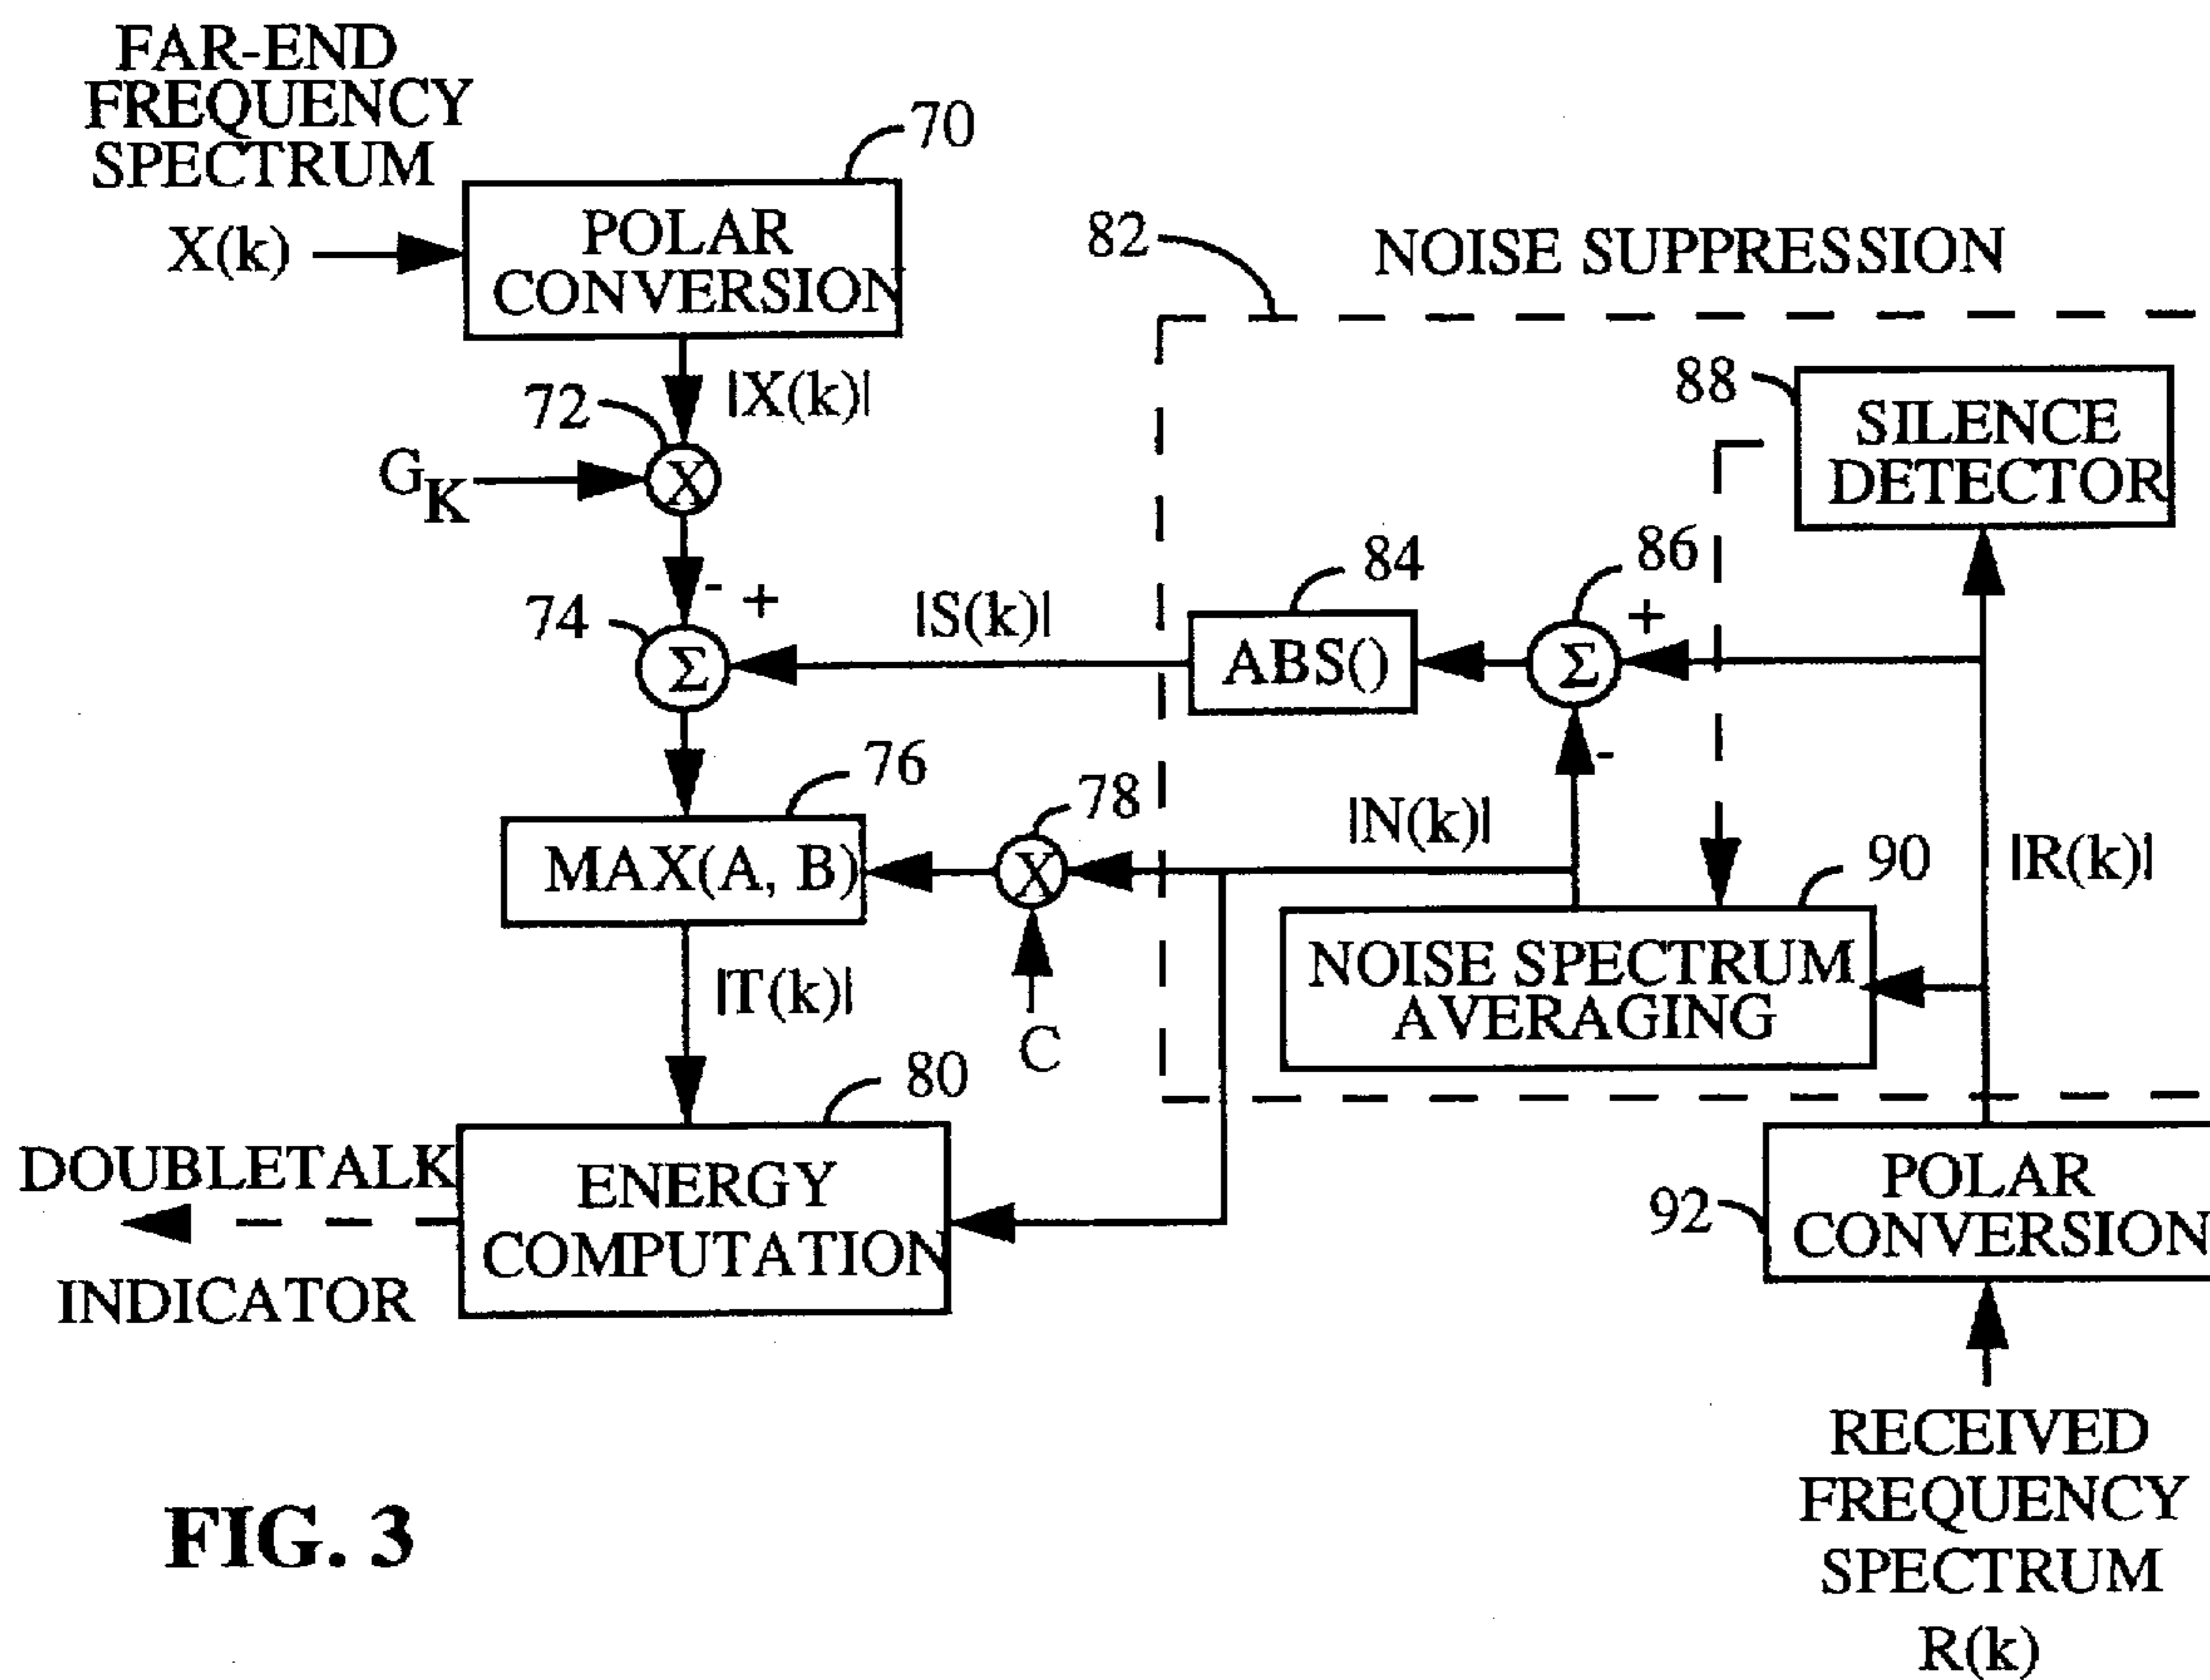 FAR-END
FREQUENCY
SPECTRUM
X(k)
70
POLAR
CONVERSION
|X(k)|
72
G_K
X
82
NOISE SUPPRESSION
88
SILENCE
DETECTOR
- +
74
Σ
|S(k)|
84
ABS()
86
+
Σ
-
76
MAX(A, B)
78
X
C
|N(k)|
90
NOISE SPECTRUM
AVERAGING
|R(k)|
|T(k)|
80
ENERGY
COMPUTATION
DOUBLETALK
INDICATOR
92
POLAR
CONVERSION
RECEIVED
FREQUENCY
SPECTRUM
R(k)
FIG. 3